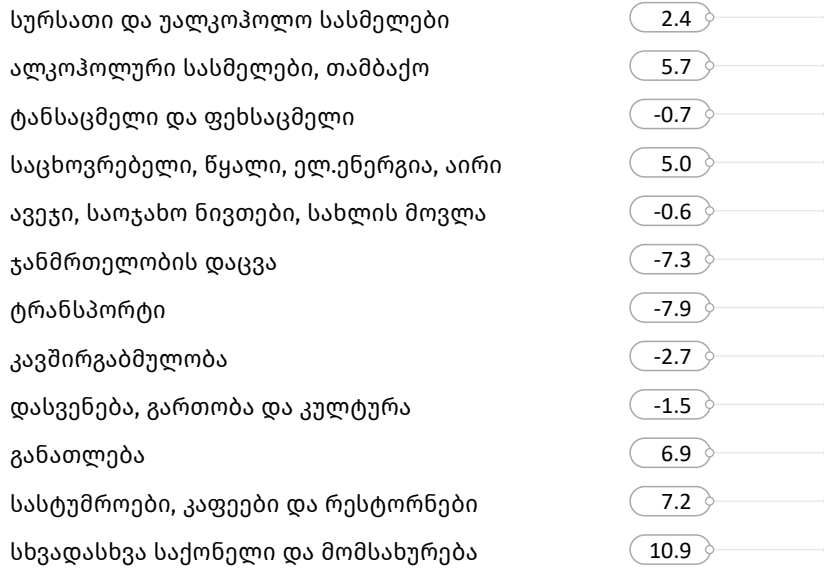 სურსათი და უალკოჰოლო სასმელები 2.4
ალკოჰოლური სასმელები, თამბაქო 5.7
ტანსაცმელი და ფეხსაცმელი -0.7
საცხოვრებელი, წყალი, ელ.ენერგია, აირი 5.0
ავეჯი, საოჯახო ნივთები, სახლის მოვლა -0.6
ჯანმრთელობის დაცვა -7.3
ტრანსპორტი -7.9
კავშირგაბმულობა -2.7
დასვენება, გართობა და კულტურა -1.5
განათლება 6.9
სასტუმროები, კაფეები და რესტორნები 7.2
სხვადასხვა საქონელი და მომსახურება 10.9